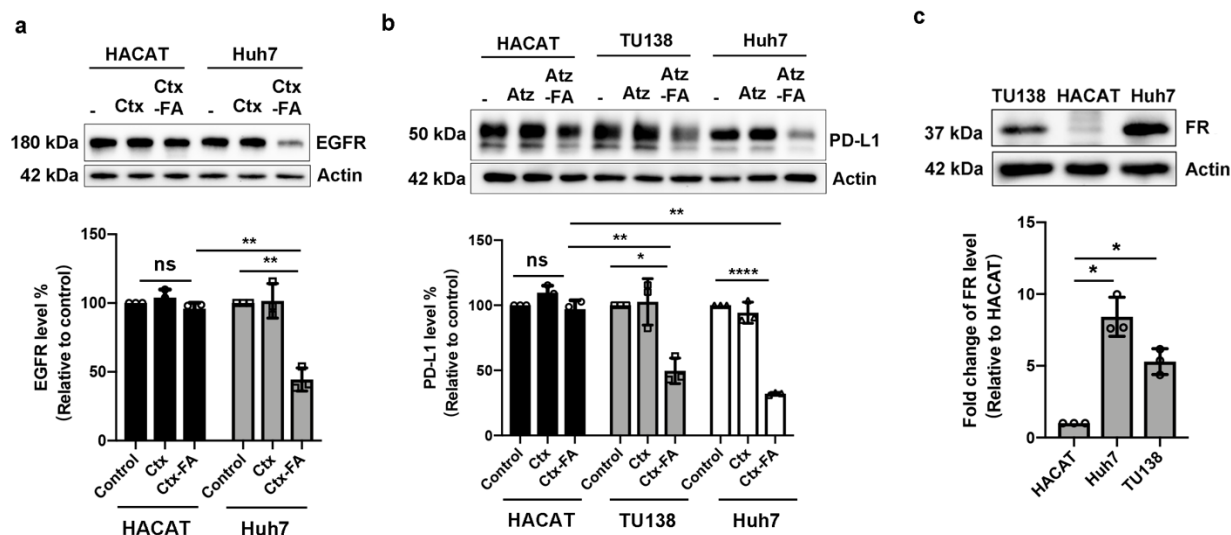 a
HACAT Huh7
- Ctx Ctx -FA - Ctx Ctx -FA
180 kDa EGFR
42 kDa Actin
EGFR level %
(Relative to control)
150
100
50
0
ns ** **
Control Ctx Ctx-FA Control Ctx Ctx-FA
HACAT Huh7
b
HACAT TU138 Huh7
- Atz Atz -FA - Atz Atz -FA - Atz Atz -FA
50 kDa PD-L1
42 kDa Actin
PD-L1 level %
(Relative to control)
150
100
50
0
**
**
ns * ****
Control Ctx Ctx-FA Control Ctx Ctx-FA Control Ctx Ctx-FA
HACAT TU138 Huh7
c
TU138 HACAT Huh7
37 kDa FR
42 kDa Actin
Fold change of FR level
(Relative to HACAT)
15
10
5
0
*
*
HACAT Huh7 TU138